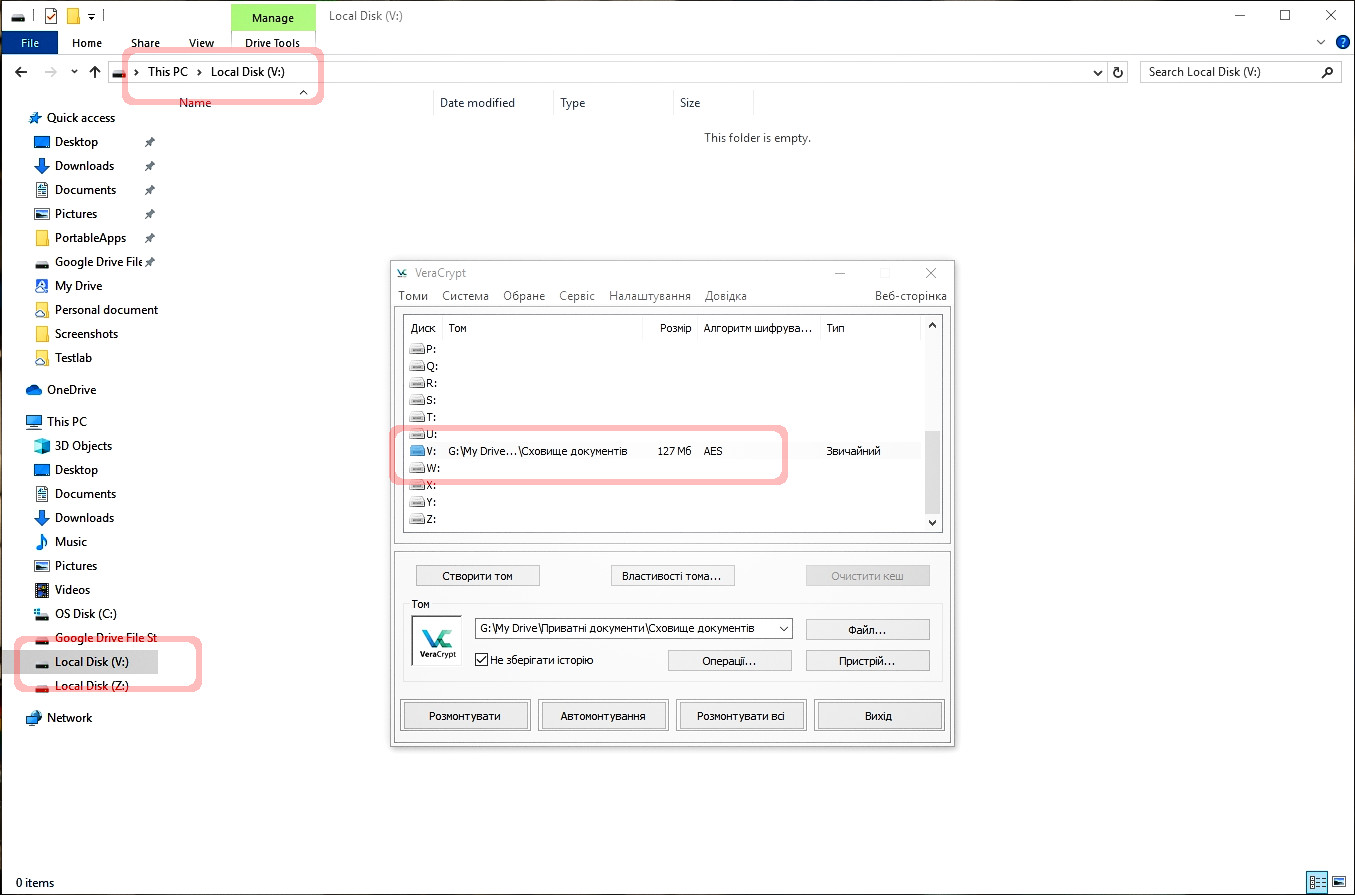 Manage
Local Disk (V:)
File
Home
Share
View
Drive Tools
This PC
Local Disk (V:)
Search Local Disk (V:)
Name
Date modified
Type
Size
This folder is empty.
Quick access
Desktop
Downloads
Documents
Pictures
PortableApps
Google Drive File
My Drive
Personal document
Screenshots
Testlab
OneDrive
This PC
3D Objects
Desktop
Documents
Downloads
Music
Pictures
Videos
OS Disk (C:)
Google Drive File St
Local Disk (V:)
Local Disk (Z:)
Network
0 items
VeraCrypt
Томи
Система
Обране
Сервіс
Налаштування
Довідка
Веб-сторінка
Диск
Том
Розмір
Алгоритм шифрува...
Тип
P:
Q:
R:
S:
T:
U:
V: G:\My Drive...\Сховище документів 127 Мб AES Звичайний
W:
X:
Y:
Z:
Створити том
Властивості тома...
Очистити кеш
Том
VeraCrypt
G:\My Drive\Приватні документи\Сховище документів
Файл...
Не зберігати історію
Операції...
Пристрій...
Розмонтувати
Автомонтування
Розмонтувати всі
Вихід